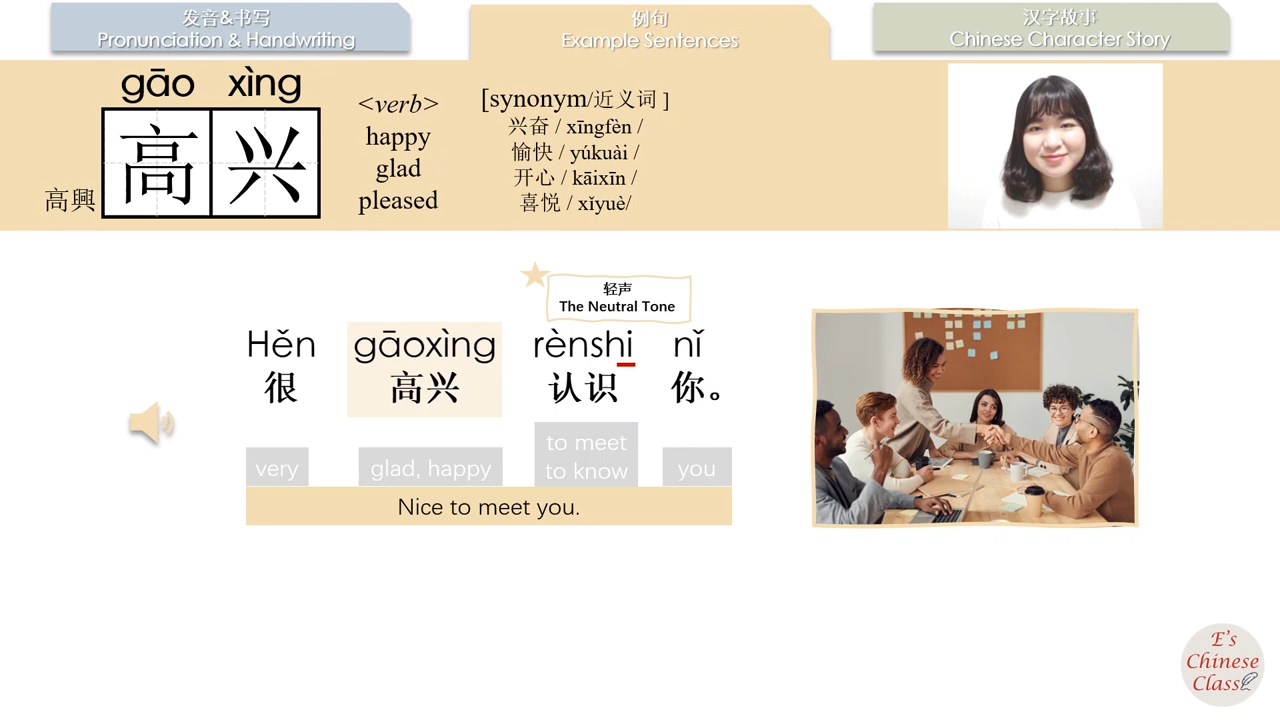 发音&书写
Pronunciation & Handwriting
例句
Example Sentences
汉字故事
Chinese Character Story
gāo xìng
高兴
高興
<verb>
happy
glad
pleased
[synonym/近义词 ]
兴奋 / xīngfèn /
愉快 / yúkuài /
开心 / kāixīn /
喜悦 / xǐyuè/
轻声
The Neutral Tone
Hěn gāoxìng rènshi nǐ
很 高兴 认识 你。
very glad, happy to meet to know you
Nice to meet you.
E's
Chinese
Class